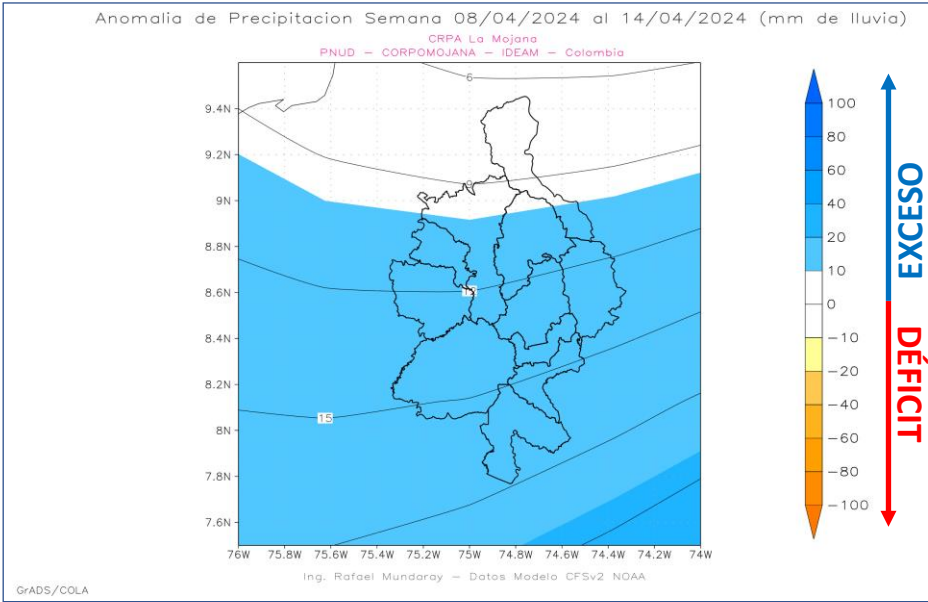 Anomalia de Precipitacion Semana 08/04/2024 al 14/04/2024 (mm de lluvia)
CRPA La Mojana
PNUD – CORPOMOJANA – IDEAM – Colombia
9.4N
9.2N
9N
8.8N
8.6N
8.4N
8.2N
8N
7.8N
7.6N
6
9
15
76W 75.8W 75.6W 75.4W 75.2W 75W 74.8W 74.6W 74.4W 74.2W 74W
100
80
60
40
20
10
0
−10
−20
−40
−60
−80
−100
EXCESO
DÉFICIT
Ing. Rafael Mundaray – Datos Modelo CFSv2 NOAA
GrADS/COLA